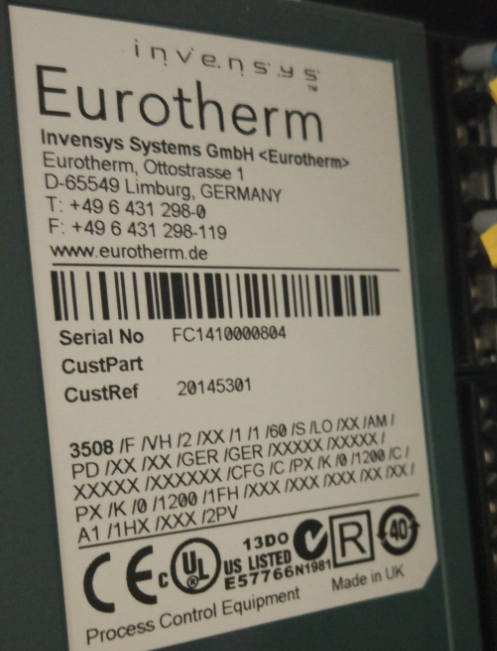 invensys™
Eurotherm
Invensys Systems GmbH <Eurotherm>
Eurotherm, Ottostrasse 1
D-65549 Limburg, GERMANY
T: +49 6 431 298-0
F: +49 6 431 298-119
www.eurotherm.de
Serial No FC1410000804
CustPart
CustRef 20145301
3508 /F /VH /2 /XX /1 /1 /60 /S /LO /XX /AM /
PD /XX /XX /GER /GER /XXXXX /XXXXX /
XXXXX /XXXXXX /CFG /C /PX /K /0 /1200 /C /
PX /K /0 /1200 /1FH /XXX /XXX /XX /XX /
A1 /1HX /XXX /2PV
CE c UL US LISTED 13DO R 40
E57766 N1981
Process Control Equipment Made in UK